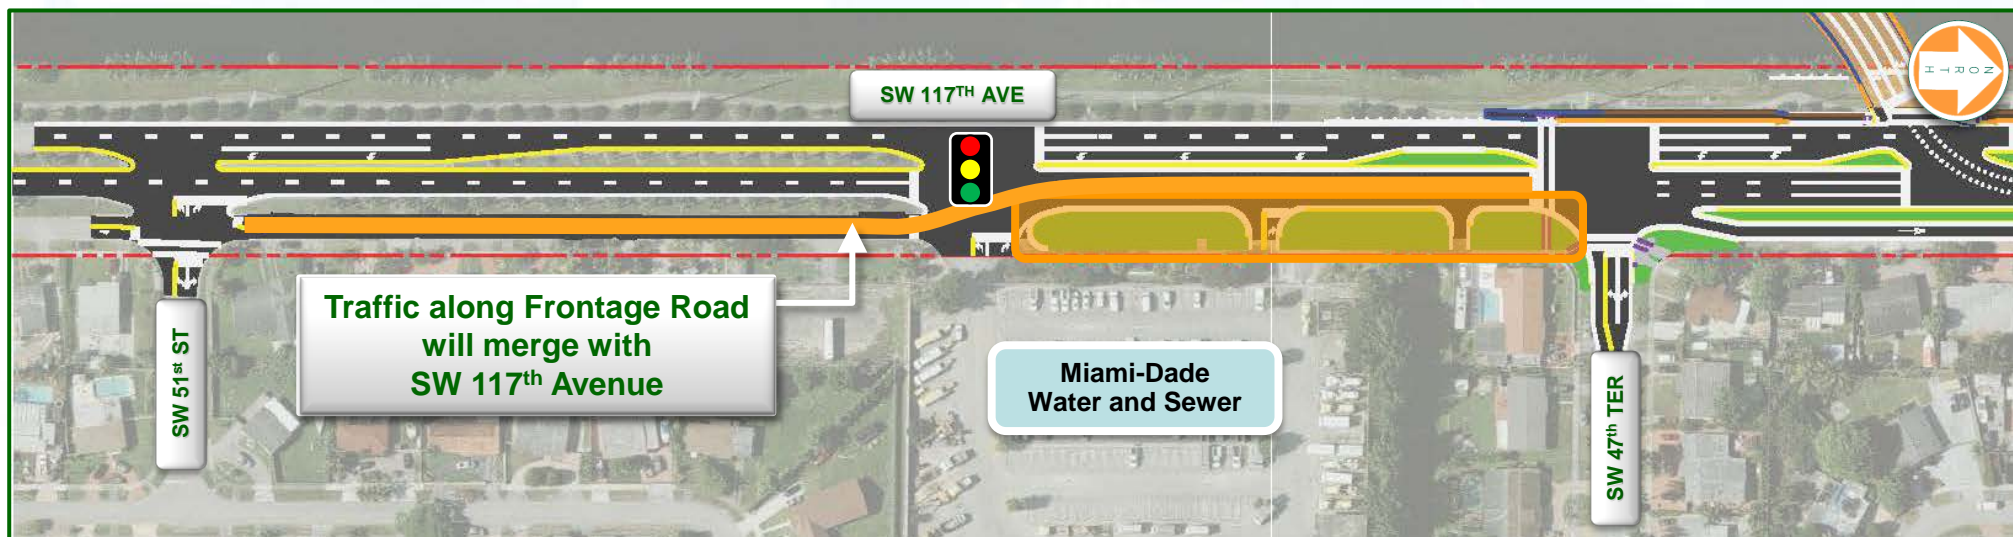 SW 117TH AVE
NORTH
Traffic along Frontage Road
will merge with
SW 117th Avenue
SW 51st ST
Miami-Dade
Water and Sewer
SW 47th TER